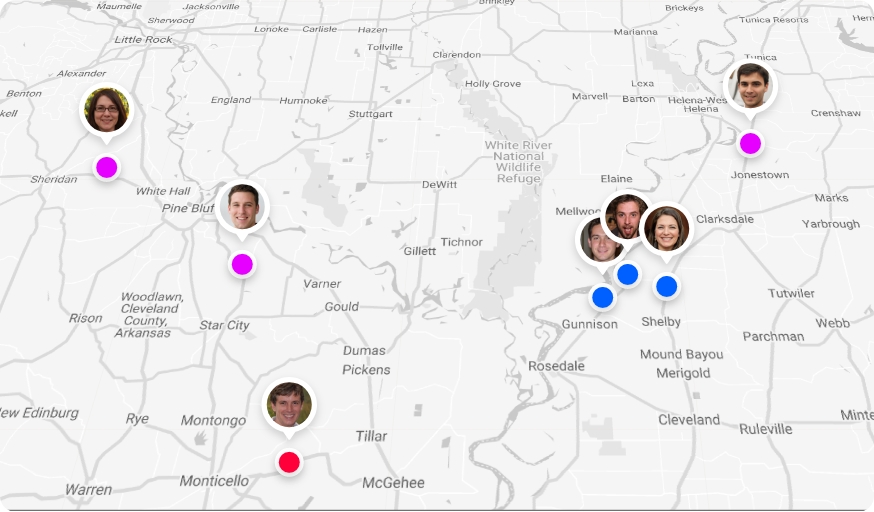 Maumelle
Jacksonville
Brinkley
Brickeys
Sherwood
Lonoke
Carlisle
Hazen
Marianna
Tunica Resorts
Little Rock
Tollville
Clarendon
Tunica
Alexander
Holly Grove
Lexa
Benton
England
Humnoke
Marvell
Barton
Helena-West
Helena
Crenshaw
Stuttgart
White River
National
Wildlife
Refuge
Sheridan
White Hall
DeWitt
Elaine
Jonestown
Pine Bluf
Mellwo
Marks
Clarksdale
Yarbrough
Gillett
Tichnor
Varner
Woodlawn,
Cleveland
County,
Arkansas
Gould
Tutwiler
Rison
Star City
Gunnison
Shelby
Webb
Parchman
Dumas
Mound Bayou
Pickens
Rosedale
Merigold
ew Edinburg
Rye
Montongo
Cleveland
Minte
Ruleville
Tillar
Warren
Monticello
McGehee